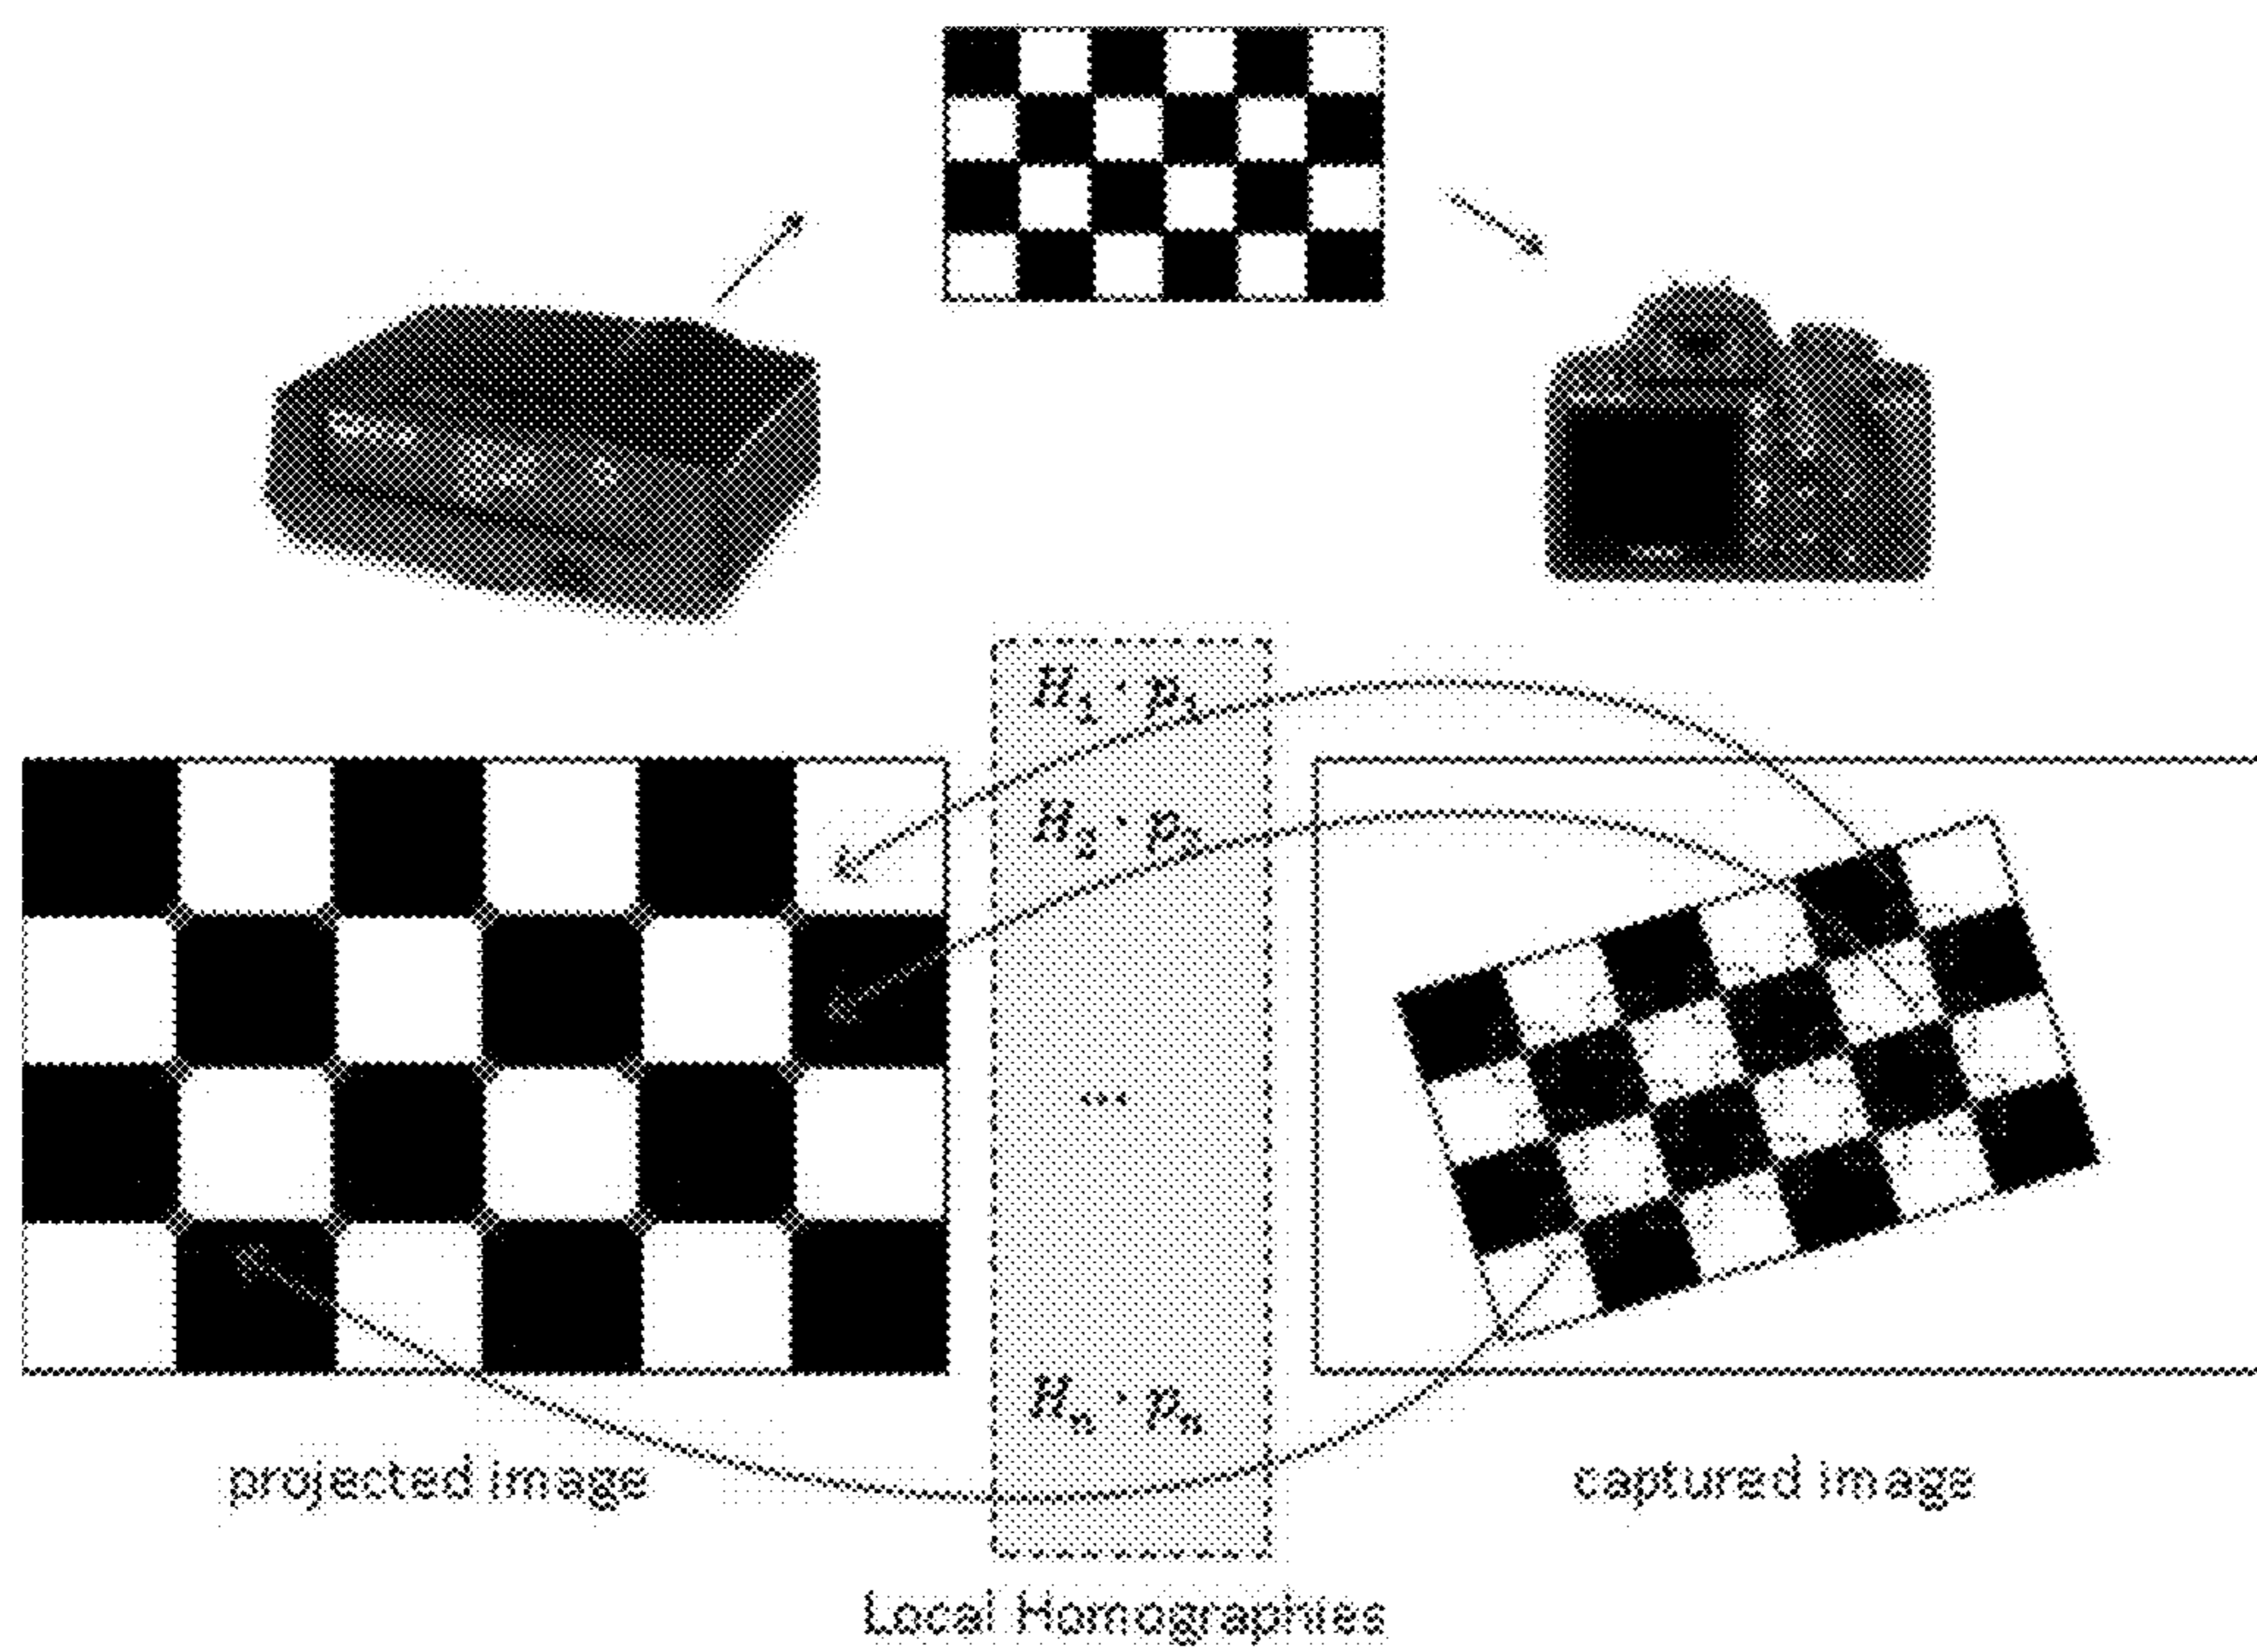 H₁ · p₁
H₂ · p₂
...
Hₙ · pₙ
projected image
captured image
Local Homographies